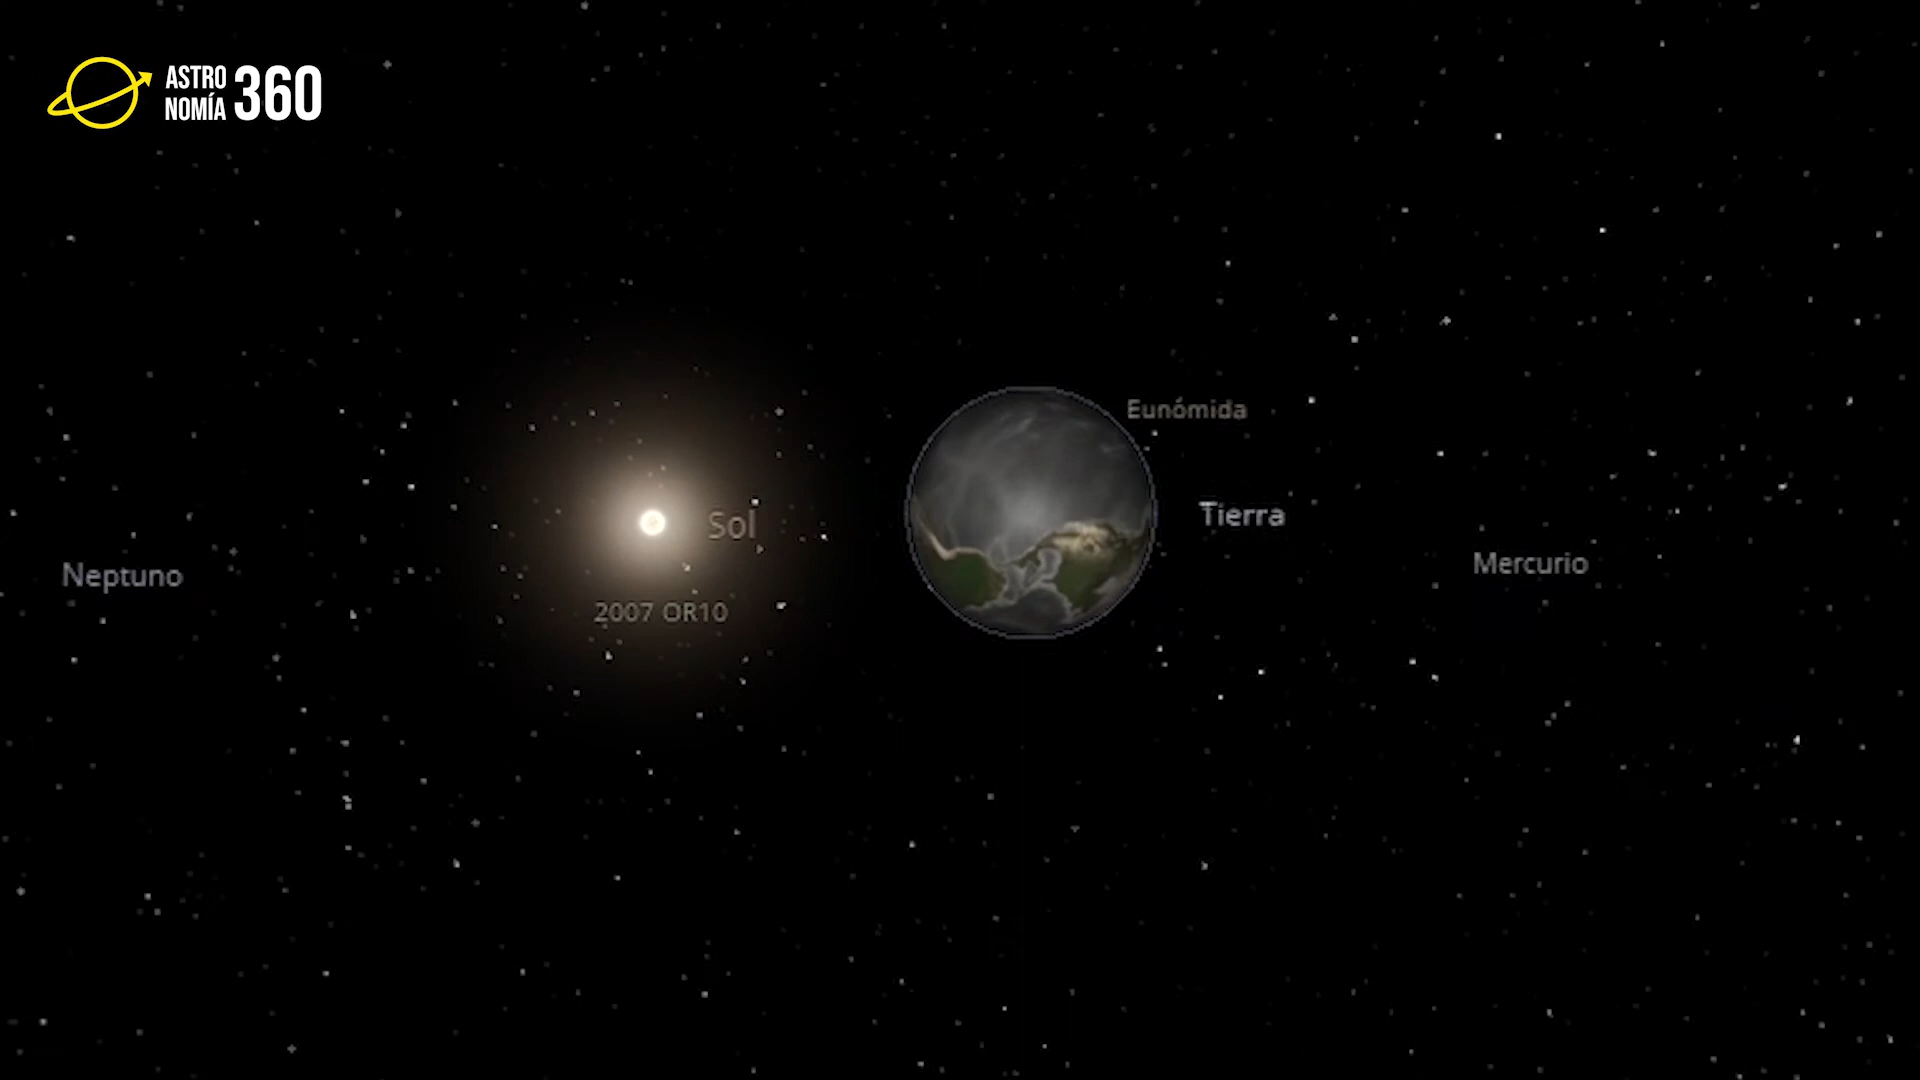 ASTRO
NOMÍA 360
Eunómida
Tierra
Sol
Mercurio
Neptuno
2007 OR10